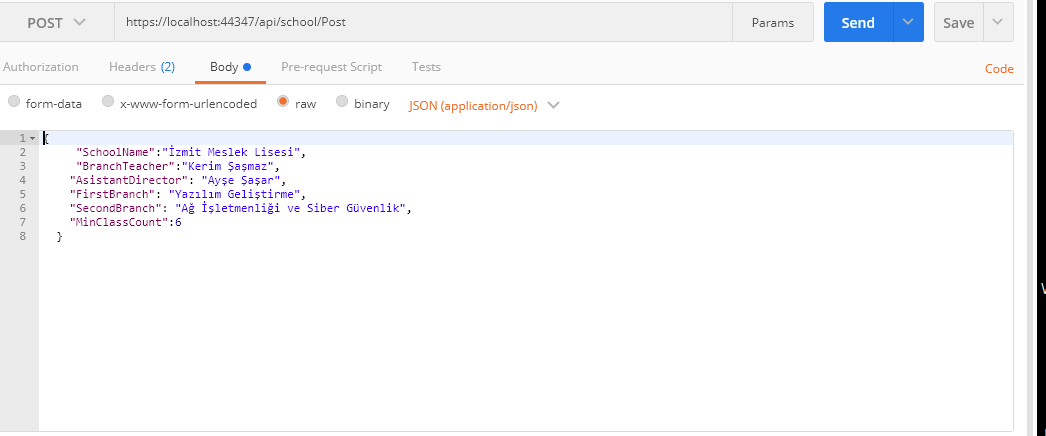 POST https://localhost:44347/api/school/Post Params Send Save
Authorization Headers (2) Body Pre-request Script Tests Code
form-data x-www-form-urlencoded raw binary JSON (application/json)
1 {
2 "SchoolName":"İzmit Meslek Lisesi",
3 "BranchTeacher":"Kerim Şaşmaz",
4 "AsistantDirector": "Ayşe Şaşar",
5 "FirstBranch": "Yazılım Geliştirme",
6 "SecondBranch": "Ağ İşletmenliği ve Siber Güvenlik",
7 "MinClassCount":6
8 }